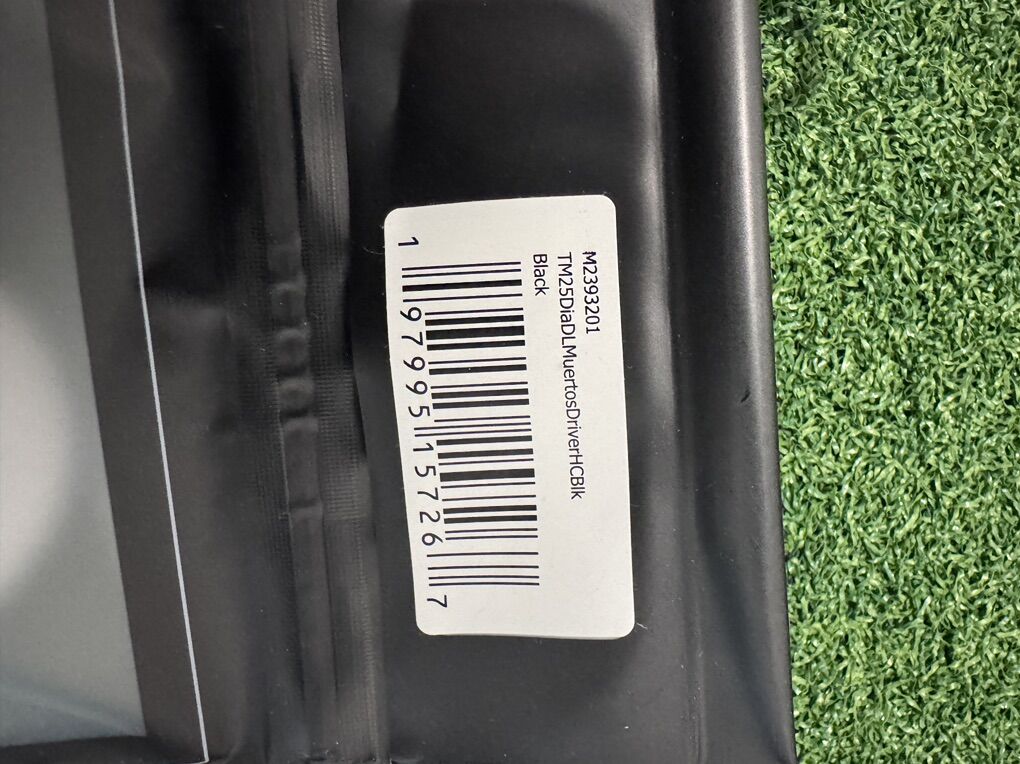 M2393201
TM25DiaDLMuertosDriverHCBlk
Black
1 97995 15726 7